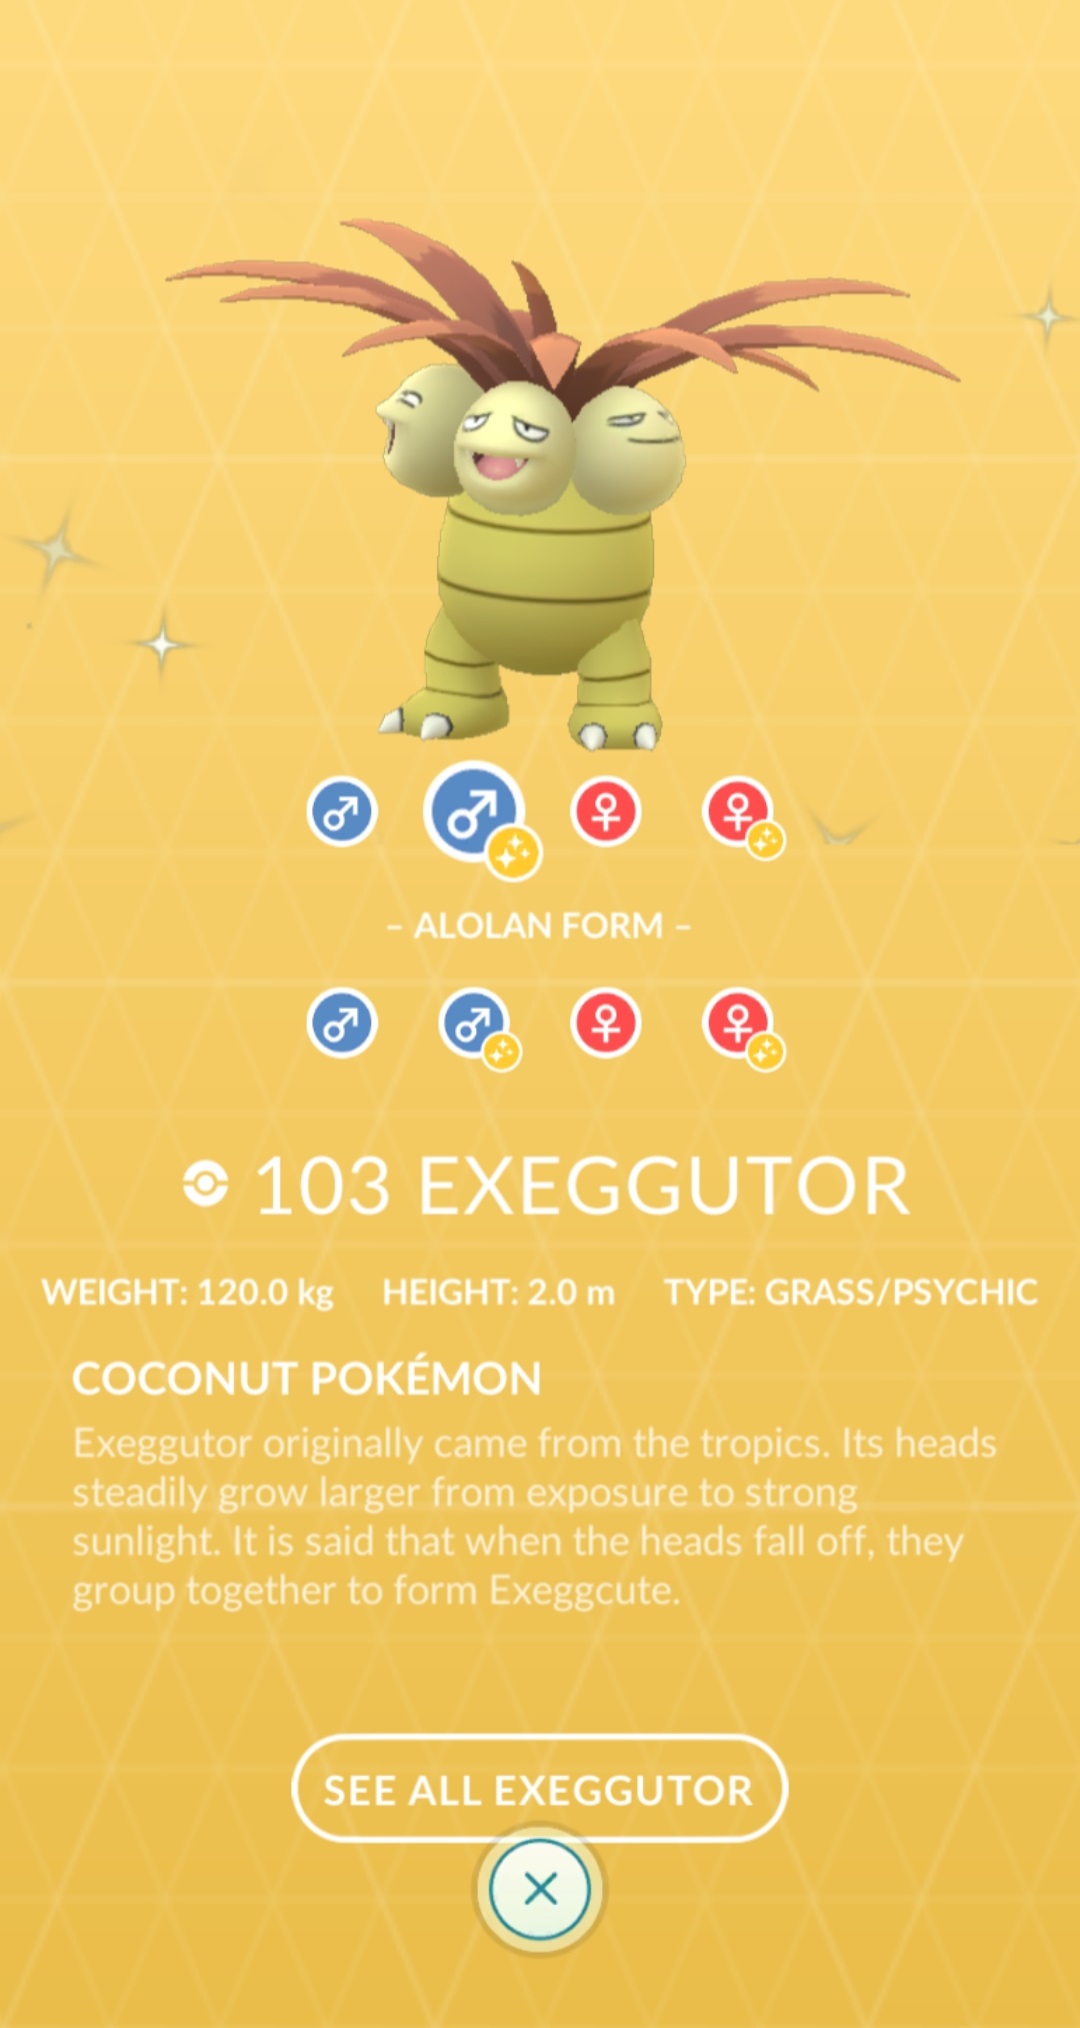 – ALOLAN FORM –
103 EXEGGUTOR
WEIGHT: 120.0 kg HEIGHT: 2.0 m TYPE: GRASS/PSYCHIC
COCONUT POKÉMON
Exeggutor originally came from the tropics. Its heads
steadily grow larger from exposure to strong
sunlight. It is said that when the heads fall off, they
group together to form Exeggcute.
SEE ALL EXEGGUTOR